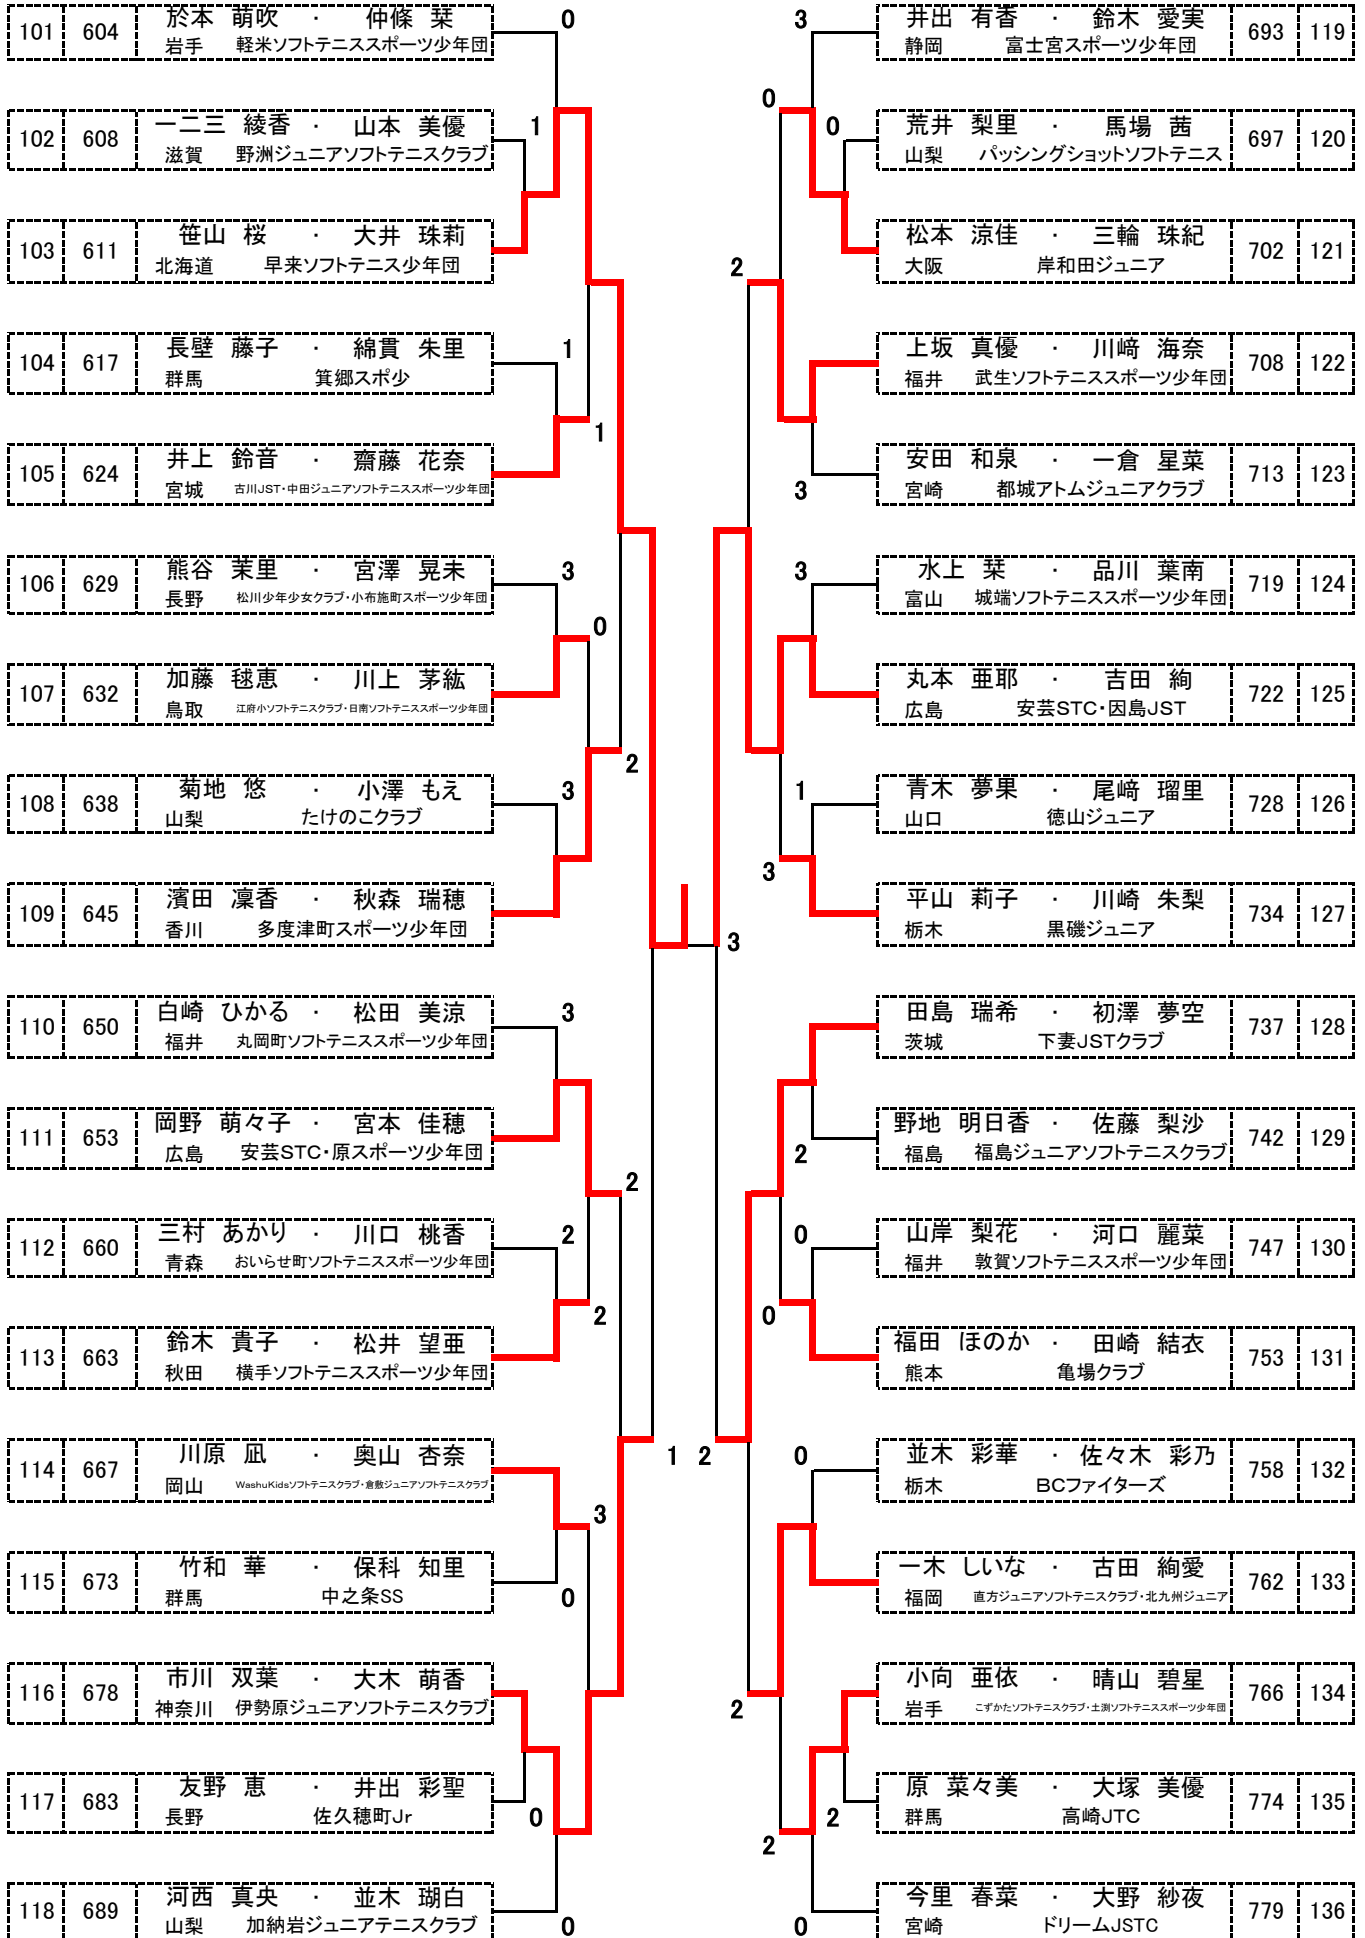 101 604 於本 萌吹 ・ 仲條 栞
岩手 軽米ソフトテニススポーツ少年団
0
102 608 一二三 綾香 ・ 山本 美優
滋賀 野洲ジュニアソフトテニスクラブ
1
103 611 笹山 桜 ・ 大井 珠莉
北海道 早来ソフトテニス少年団
104 617 長壁 藤子 ・ 綿貫 朱里
群馬 箕郷スポ少
1
1
105 624 井上 鈴音 ・ 齋藤 花奈
宮城 古川JST・中田ジュニアソフトテニススポーツ少年団
106 629 熊谷 茉里 ・ 宮澤 晃未
長野 松川少年少女クラブ・小布施町スポーツ少年団
3
0
107 632 加藤 毬恵 ・ 川上 茅紘
鳥取 江府小ソフトテニスクラブ・日南ソフトテニススポーツ少年団
2
108 638 菊地 悠 ・ 小澤 もえ
山梨 たけのこクラブ
3
109 645 濱田 凜香 ・ 秋森 瑞穂
香川 多度津町スポーツ少年団
110 650 白崎 ひかる ・ 松田 美涼
福井 丸岡町ソフトテニススポーツ少年団
3
111 653 岡野 萌々子 ・ 宮本 佳穂
広島 安芸STC・原スポーツ少年団
2
112 660 三村 あかり ・ 川口 桃香
青森 おいらせ町ソフトテニススポーツ少年団
2
2
113 663 鈴木 貴子 ・ 松井 望亜
秋田 横手ソフトテニススポーツ少年団
114 667 川原 凪 ・ 奥山 杏奈
岡山 WashuKidsソフトテニスクラブ・倉敷ジュニアソフトテニスクラブ
1
3
115 673 竹和 華 ・ 保科 知里
群馬 中之条SS
0
116 678 市川 双葉 ・ 大木 萌香
神奈川 伊勢原ジュニアソフトテニスクラブ
117 683 友野 恵 ・ 井出 彩聖
長野 佐久穂町Jr
0
118 689 河西 真央 ・ 並木 瑚白
山梨 加納岩ジュニアテニスクラブ
0
3
井出 有香 ・ 鈴木 愛実 693 119
静岡 富士宮スポーツ少年団
0
0
荒井 梨里 ・ 馬場 茜 697 120
山梨 パッシングショットソフトテニス
松本 涼佳 ・ 三輪 珠紀 702 121
大阪 岸和田ジュニア
2
上坂 真優 ・ 川﨑 海奈 708 122
福井 武生ソフトテニススポーツ少年団
安田 和泉 ・ 一倉 星菜 713 123
宮崎 都城アトムジュニアクラブ
3
3
水上 栞 ・ 品川 葉南 719 124
富山 城端ソフトテニススポーツ少年団
丸本 亜耶 ・ 吉田 絢 722 125
広島 安芸STC・因島JST
1
青木 夢果 ・ 尾﨑 瑠里 728 126
山口 徳山ジュニア
3
平山 莉子 ・ 川崎 朱梨 734 127
栃木 黒磯ジュニア
3
田島 瑞希 ・ 初澤 夢空 737 128
茨城 下妻JSTクラブ
野地 明日香 ・ 佐藤 梨沙 742 129
福島 福島ジュニアソフトテニスクラブ
2
0
山岸 梨花 ・ 河口 麗菜 747 130
福井 敦賀ソフトテニススポーツ少年団
0
福田 ほのか ・ 田崎 結衣 753 131
熊本 亀場クラブ
2
0
並木 彩華 ・ 佐々木 彩乃 758 132
栃木 BCファイターズ
一木 しいな ・ 古田 絢愛 762 133
福岡 直方ジュニアソフトテニスクラブ・北九州ジュニア
2
小向 亜依 ・ 晴山 碧星 766 134
岩手 こずかたソフトテニスクラブ・土淵ソフトテニススポーツ少年団
原 菜々美 ・ 大塚 美優 774 135
群馬 高崎JTC
2
2
今里 春菜 ・ 大野 紗夜 779 136
宮崎 ドリームJSTC
0